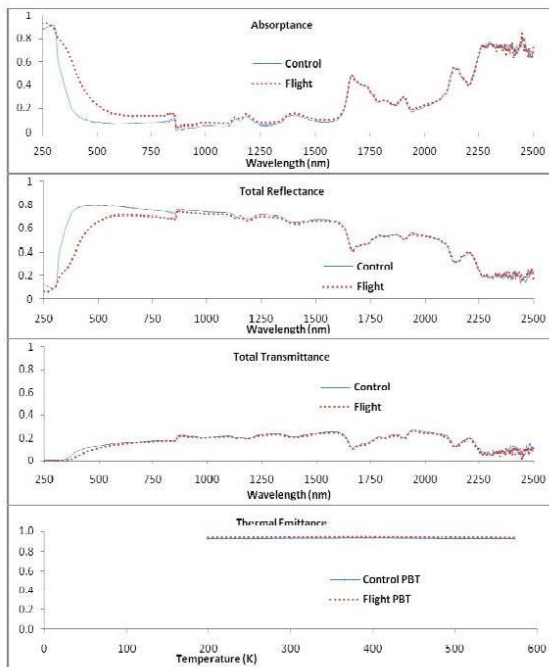 Absorptance
1
0.8
0.6
0.4
0.2
0
Control
Flight
250 500 750 1000 1250 1500 1750 2000 2250 2500
Wavelength (nm)
Total Reflectance
1
0.8
0.6
0.4
0.2
0
Control
Flight
250 500 750 1000 1250 1500 1750 2000 2250 2500
Wavelength (nm)
Total Transmittance
1
0.8
0.6
0.4
0.2
0
Control
Flight
250 500 750 1000 1250 1500 1750 2000 2250 2500
Wavelength (nm)
Thermal Emittance
1.0
0.8
0.6
0.4
0.2
0.0
Control PBT
Flight PBT
0 100 200 300 400 500 600
Temperature (K)